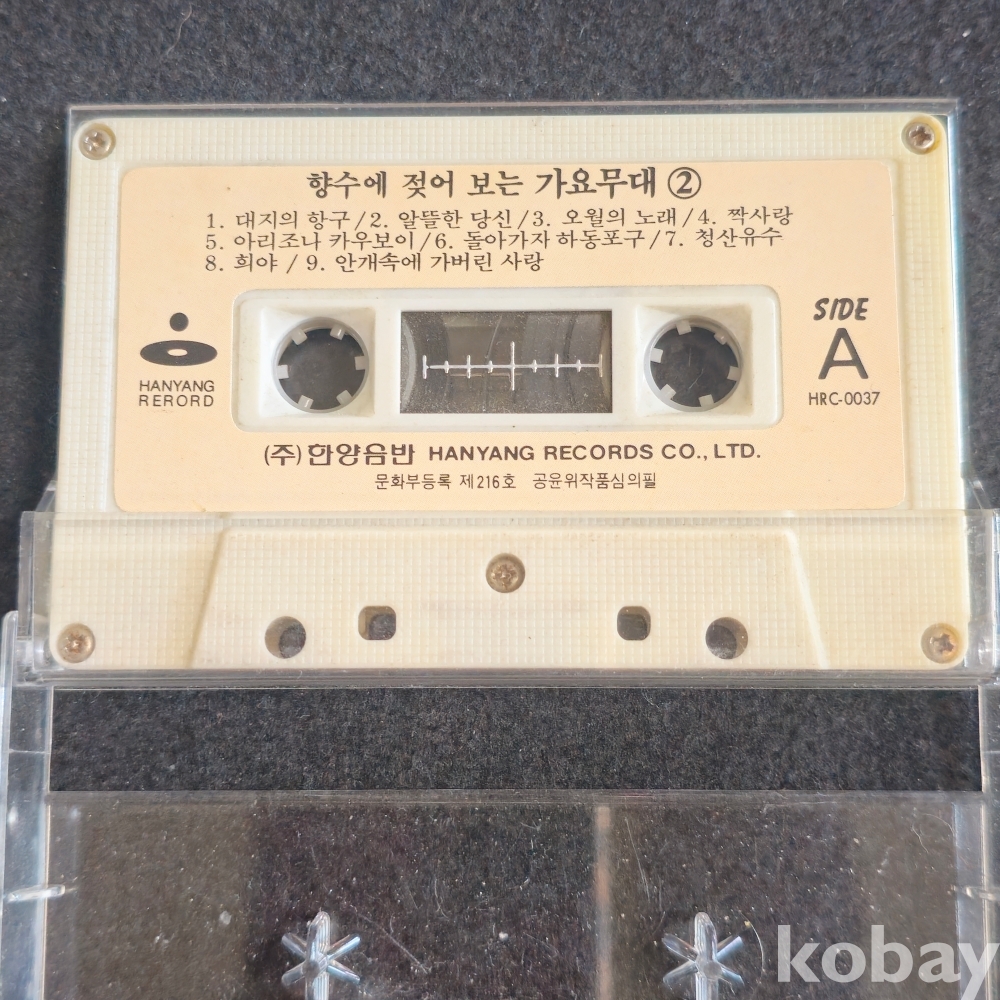 향수에 젖어 보는 가요무대 ②
1. 대지의 항구/2. 알뜰한 당신/3. 오월의 노래/4. 짝사랑
5. 아리조나 카우보이/6. 돌아가자 하동포구/7. 청산유수
8. 희야 / 9. 안개속에 가버린 사랑
HANYANG
RERORD
SIDE
A
HRC-0037
(주) 한양음반 HANYANG RECORDS CO., LTD.
문화부등록 제216호 공윤위작품심의필
kobay